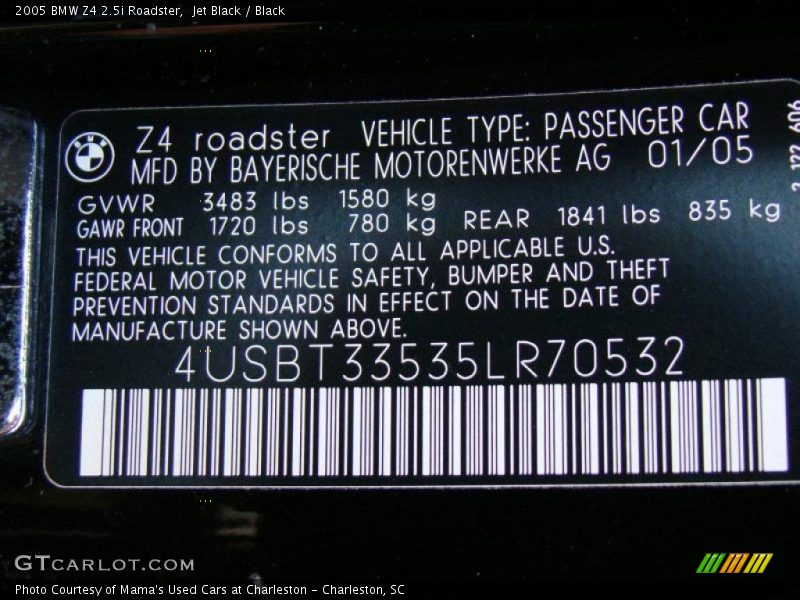 2005 BMW Z4 2.5i Roadster, Jet Black / Black
Z4 roadster VEHICLE TYPE: PASSENGER CAR
MFD BY BAYERISCHE MOTORENWERKE AG 01/05
GVWR 3483 lbs 1580 kg
GAWR FRONT 1720 lbs 780 kg REAR 1841 lbs 835 kg
THIS VEHICLE CONFORMS TO ALL APPLICABLE U.S.
FEDERAL MOTOR VEHICLE SAFETY, BUMPER AND THEFT
PREVENTION STANDARDS IN EFFECT ON THE DATE OF
MANUFACTURE SHOWN ABOVE.
4USBT33535LR70532
GTCARLOT.COM
Photo Courtesy of Mama's Used Cars at Charleston - Charleston, SC